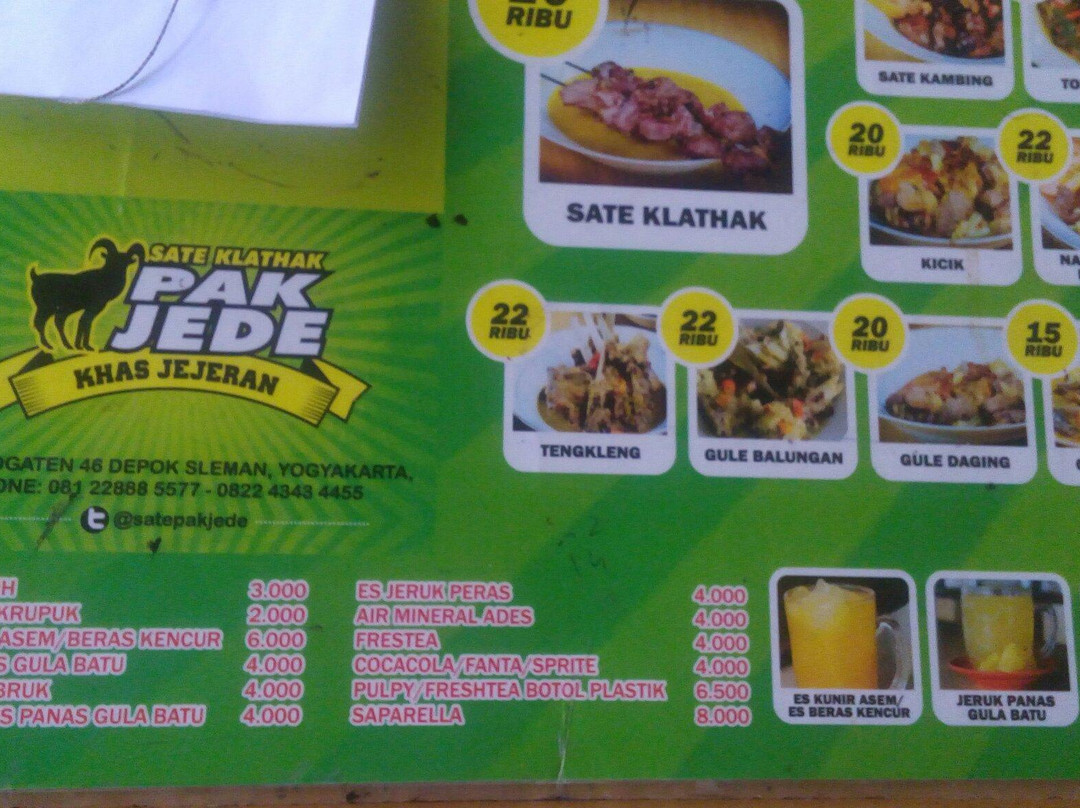 RIBU
SATE KLATHAK
SATE KAMBING
20
RIBU
KICIK
22
RIBU
SATE KLATHAK
PAK
JEDE
KHAS JEJERAN
46 DEPOK SLEMAN, YOGYAKARTA,
081 22888 5577 - 0822 4343 4455
@satepakjede
22
RIBU
TENGKLENG
22
RIBU
GULE BALUNGAN
20
RIBU
GULE DAGING
15
RIBU
3.000
KRUPUK 2.000
ASEM/BERAS KENCUR 6.000
GULA BATU 4.000
4.000
PANAS GULA BATU 4.000
ES JERUK PERAS 4.000
AIR MINERAL ADES 4.000
FRESTEA 4.000
COCACOLA/FANTA/SPRITE 4.000
PULPY/FRESHTEA BOTOL PLASTIK 6.500
SAPARELLA 8.000
ES KUNIR ASEM/
ES BERAS KENCUR
JERUK PANAS
GULA BATU